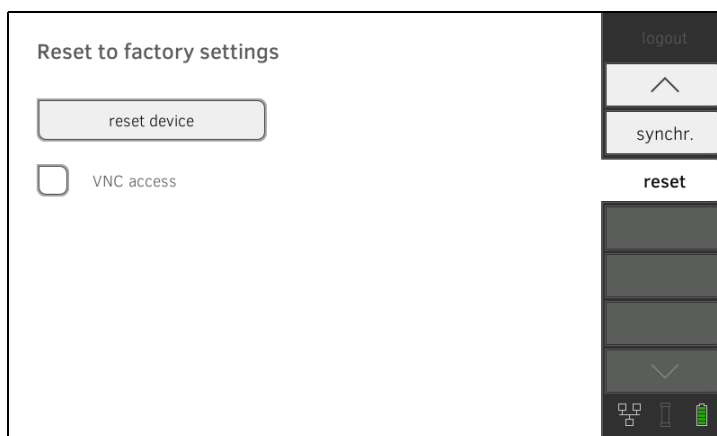 Reset to factory settings
reset device
VNC access
logout
synchr.
reset